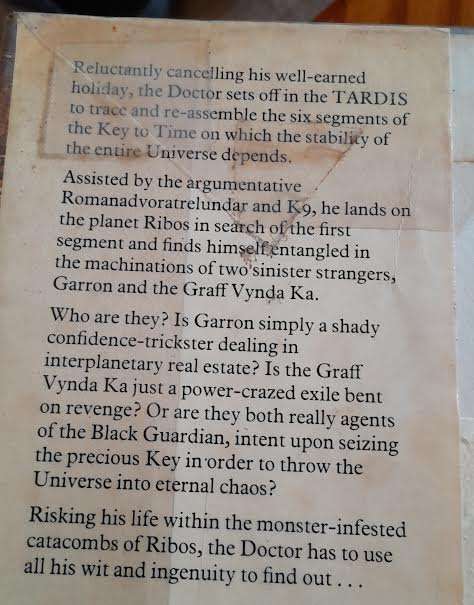 Reluctantly cancelling his well-earned
holiday, the Doctor sets off in the TARDIS
to trace and re-assemble the six segments of
the Key to Time on which the stability of
the entire Universe depends.
Assisted by the argumentative
Romanadvoratrelundar and K9, he lands on
the planet Ribos in search of the first
segment and finds himself entangled in
the machinations of two sinister strangers,
Garron and the Graff Vynda Ka.
Who are they? Is Garron simply a shady
confidence-trickster dealing in
interplanetary real estate? Is the Graff
Vynda Ka just a power-crazed exile bent
on revenge? Or are they both really agents
of the Black Guardian, intent upon seizing
the precious Key in order to throw the
Universe into eternal chaos?
Risking his life within the monster-infested
catacombs of Ribos, the Doctor has to use
all his wit and ingenuity to find out . . .